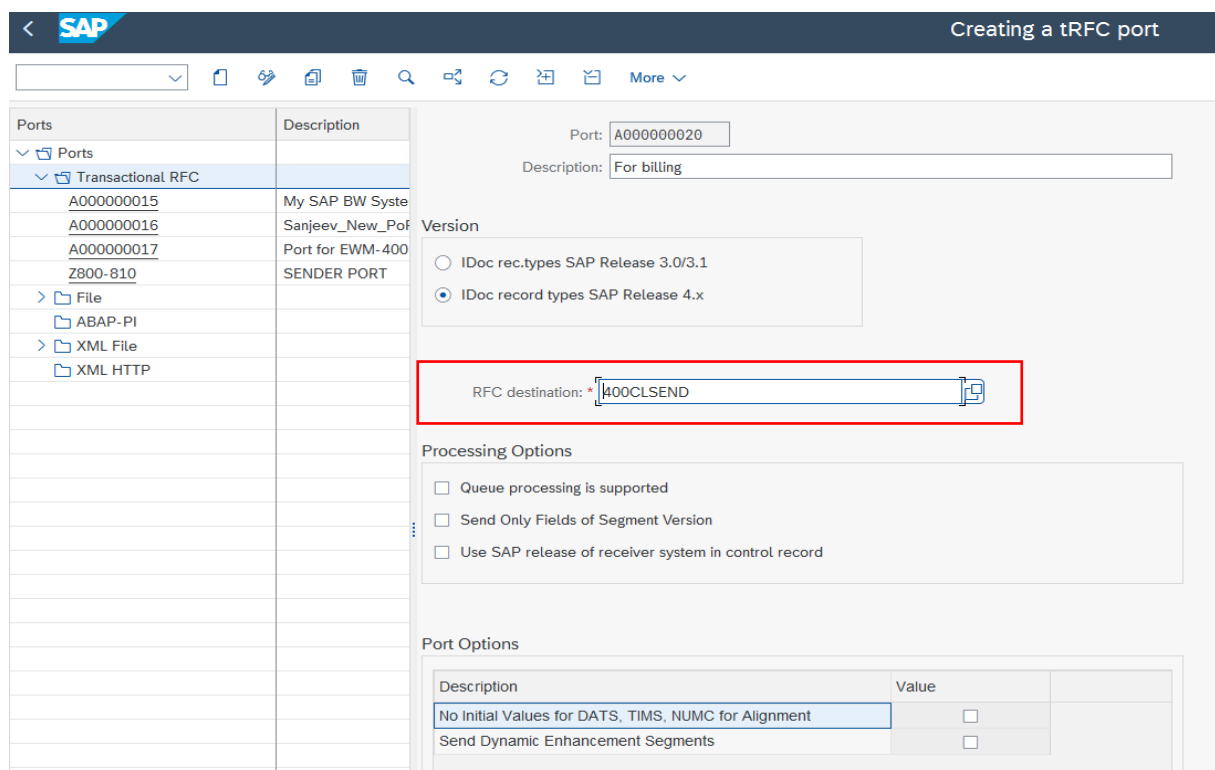 SAP
Creating a tRFC port
More
Ports
Description
Ports
Transactional RFC
A000000015
My SAP BW Syste
A000000016
Sanjeev_New_PoR
A000000017
Port for EWM-400
Z800-810
SENDER PORT
File
ABAP-PI
XML File
XML HTTP
Port: A000000020
Description: For billing
Version
IDoc rec.types SAP Release 3.0/3.1
IDoc record types SAP Release 4.x
RFC destination: * 400CLSEND
Processing Options
Queue processing is supported
Send Only Fields of Segment Version
Use SAP release of receiver system in control record
Port Options
Description
Value
No Initial Values for DATS, TIMS, NUMC for Alignment
Send Dynamic Enhancement Segments